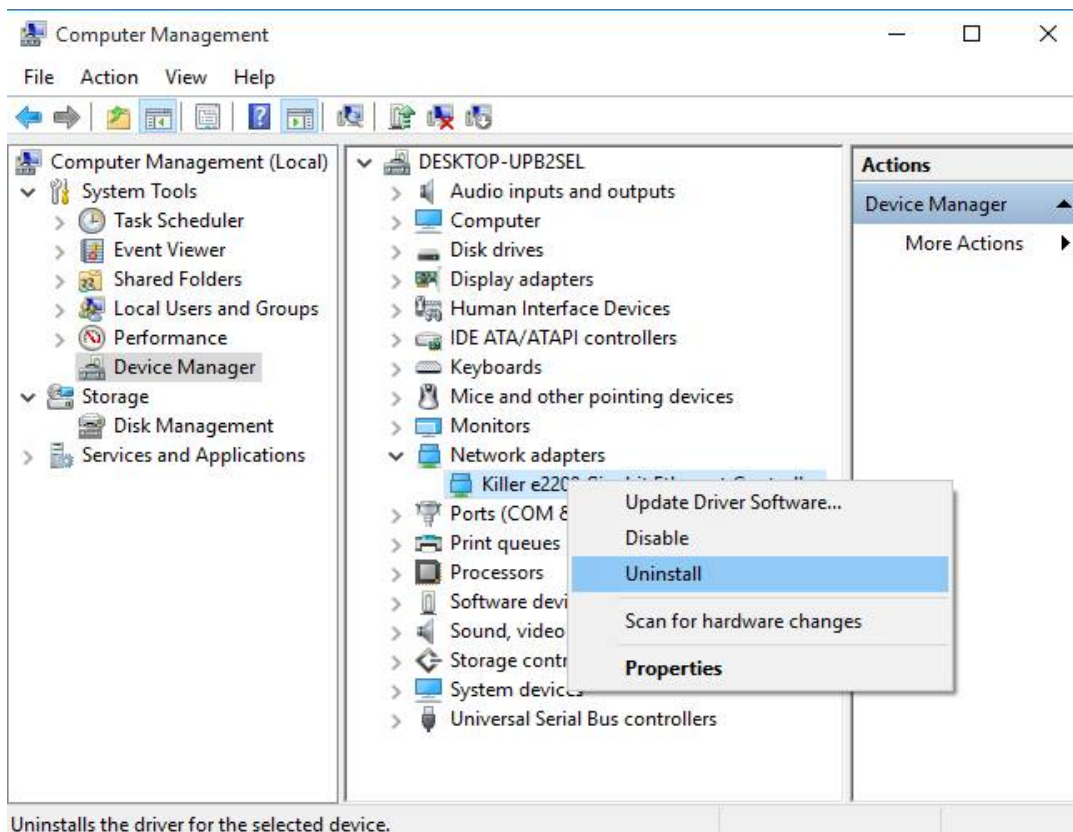 Computer Management
File Action View Help
Computer Management (Local)
System Tools
Task Scheduler
Event Viewer
Shared Folders
Local Users and Groups
Performance
Device Manager
Storage
Disk Management
Services and Applications
DESKTOP-UPB2SEL
Audio inputs and outputs
Computer
Disk drives
Display adapters
Human Interface Devices
IDE ATA/ATAPI controllers
Keyboards
Mice and other pointing devices
Monitors
Network adapters
Killer
Ports (COM &
Print queues
Processors
Software devi
Sound, video
Storage contr
System devices
Universal Serial Bus controllers
Update Driver Software...
Disable
Uninstall
Scan for hardware changes
Properties
Actions
Device Manager
More Actions
Uninstalls the driver for the selected device.